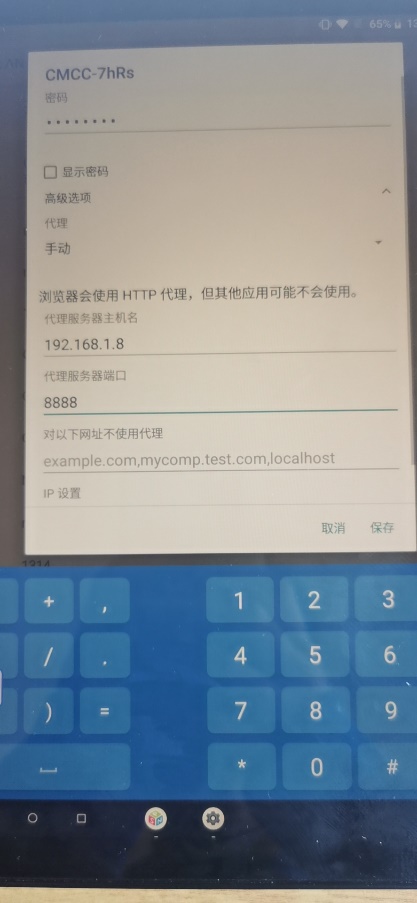 65% 13
CMCC-7hRs
密码
••••••••
显示密码
高级选项
代理
手动
浏览器会使用 HTTP 代理，但其他应用可能不会使用。
代理服务器主机名
192.168.1.8
代理服务器端口
8888
对以下网址不使用代理
example.com,mycomp.test.com,localhost
IP 设置
取消 保存
1314
+ , 1 2 3
/ . 4 5 6
) = 7 8 9
* 0 #